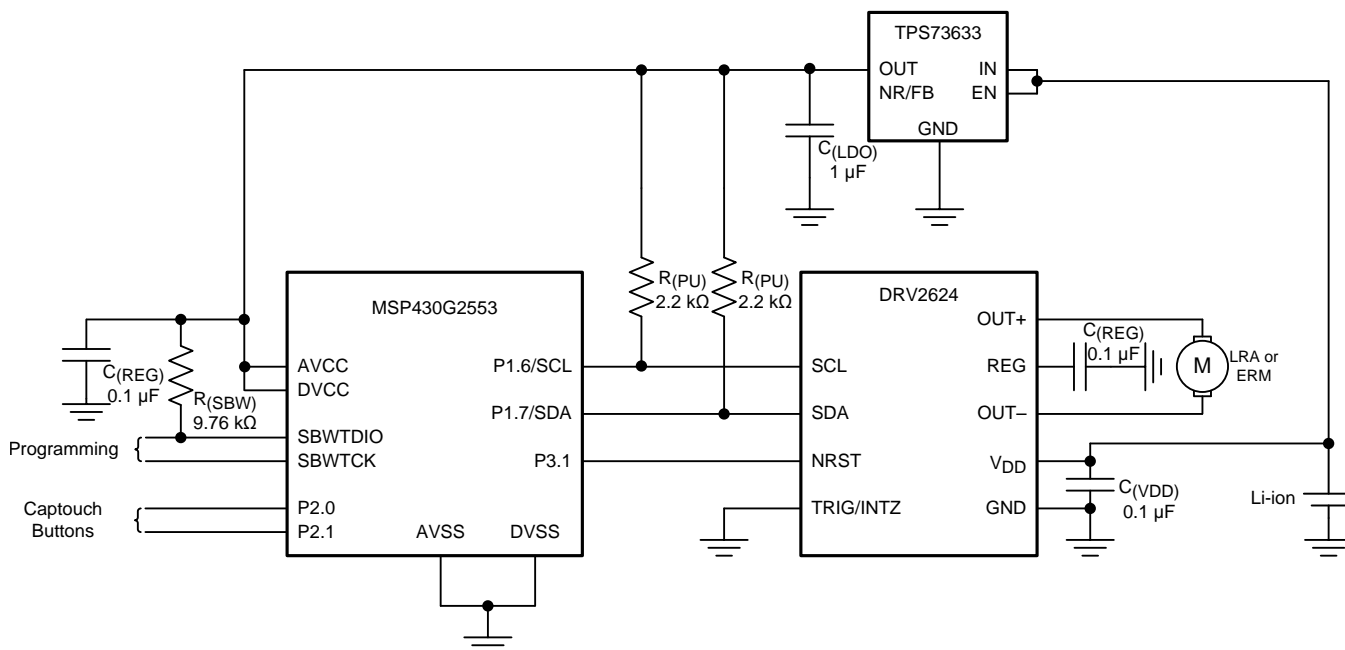 TPS73633
OUT
IN
NR/FB
EN
GND
C(LDO)
1 µF
R(PU)
2.2 kΩ
R(PU)
2.2 kΩ
MSP430G2553
DRV2624
C(REG)
0.1 µF
R(SBW)
9.76 kΩ
AVCC
DVCC
SBWTDIO
SBWTCK
P2.0
P2.1
AVSS
DVSS
P1.6/SCL
P1.7/SDA
P3.1
Programming
Captouch
Buttons
SCL
SDA
NRST
TRIG/INTZ
OUT+
REG
OUT–
VDD
GND
C(REG)
0.1 µF
M
LRA or
ERM
C(VDD)
0.1 µF
Li-ion